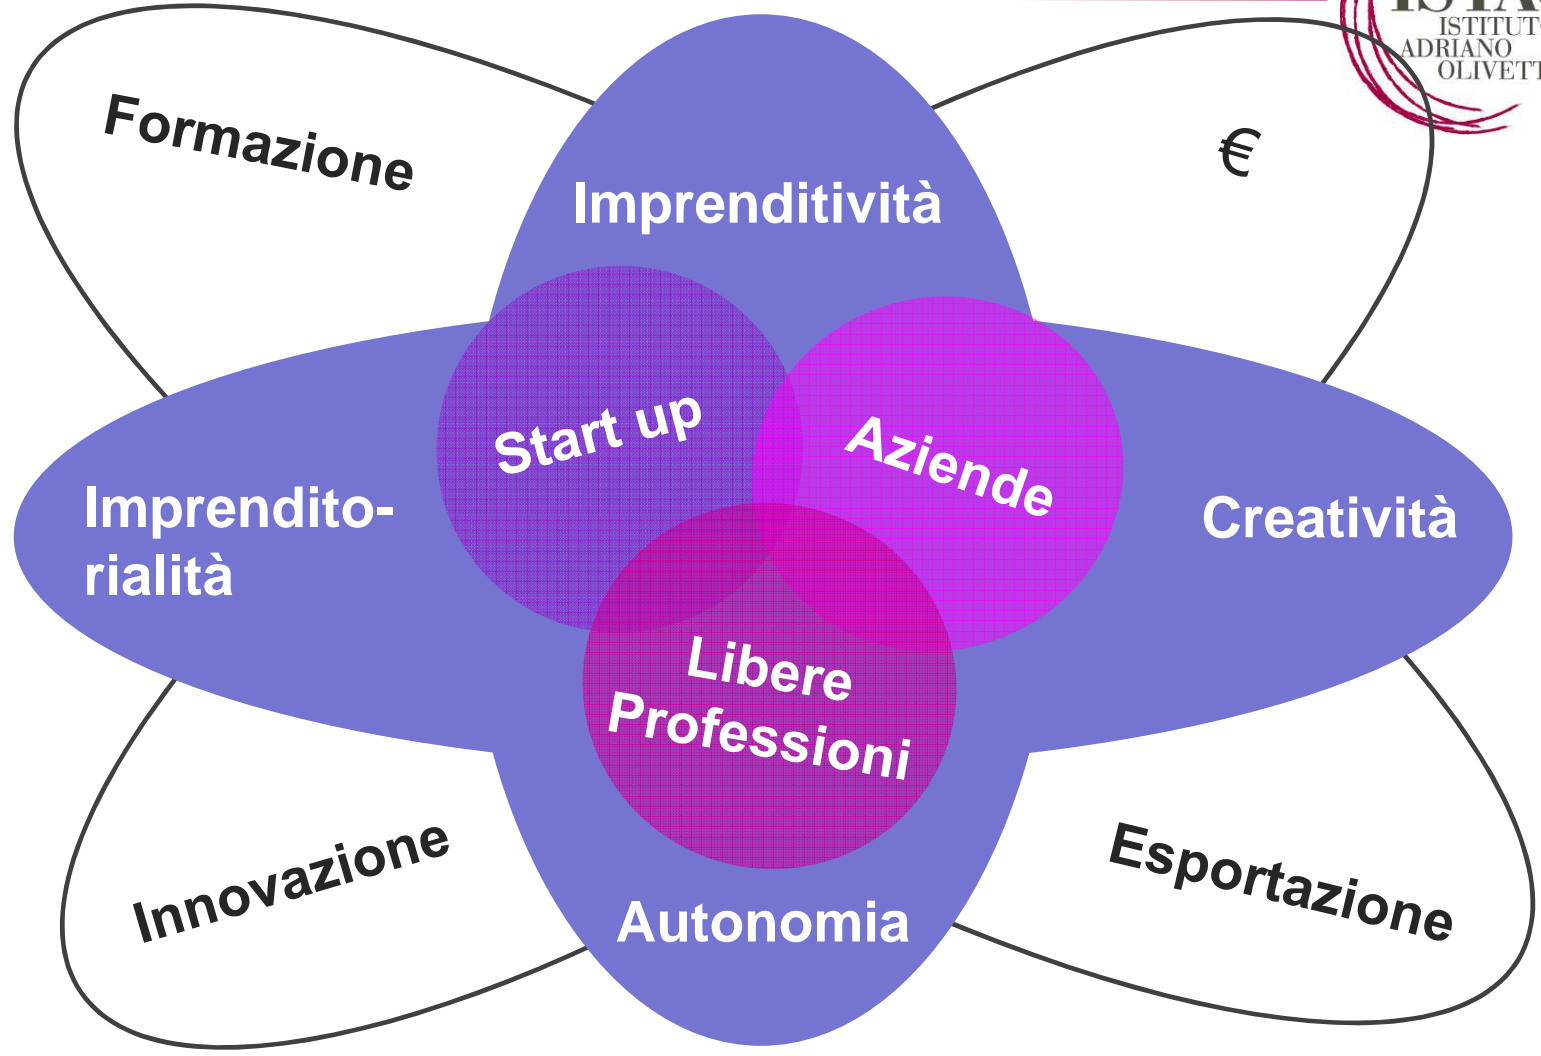 ISTITUTO
ADRIANO
OLIVETTI
Formazione
€
Imprenditività
Start up
Aziende
Imprendito-
rialità
Creatività
Libere
Professioni
Innovazione
Esportazione
Autonomia